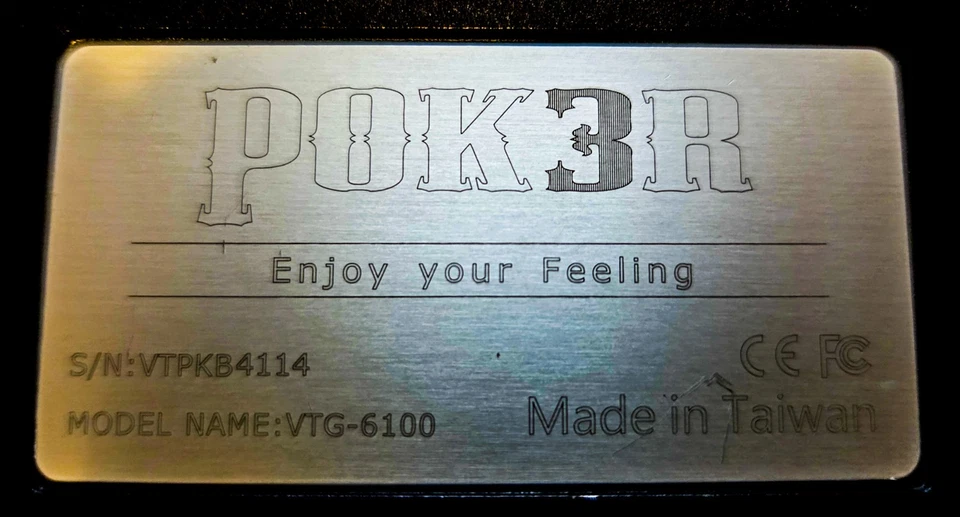 POK3R
Enjoy your Feeling
S/N:VTPKB4114
CE FC
MODEL NAME:VTG-6100
Made in Taiwan